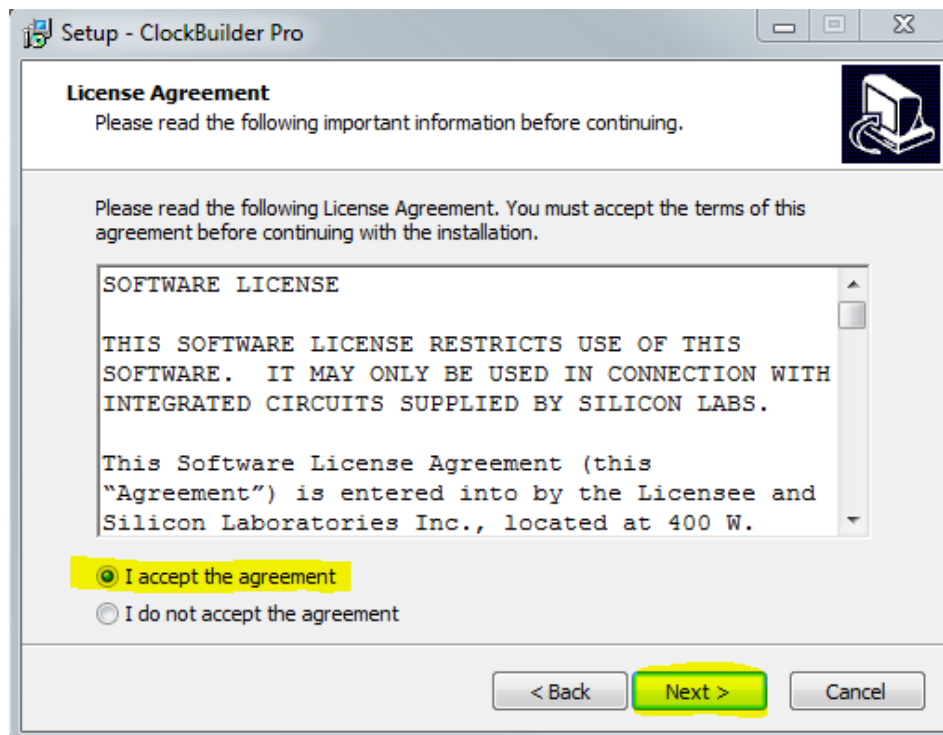 Setup - ClockBuilder Pro
License Agreement
Please read the following important information before continuing.
Please read the following License Agreement. You must accept the terms of this
agreement before continuing with the installation.
SOFTWARE LICENSE
THIS SOFTWARE LICENSE RESTRICTS USE OF THIS
SOFTWARE.  IT MAY ONLY BE USED IN CONNECTION WITH
INTEGRATED CIRCUITS SUPPLIED BY SILICON LABS.
This Software License Agreement (this
“Agreement”) is entered into by the Licensee and
Silicon Laboratories Inc., located at 400 W.
I accept the agreement
I do not accept the agreement
< Back
Next >
Cancel